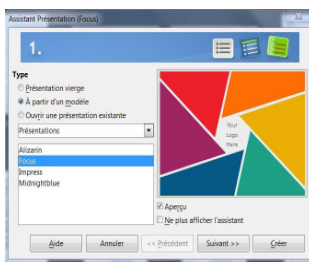 Assistant Présentation (Focus)
1.
Type
Présentation vierge
À partir d'un modèle
Ouvrir une présentation existante
Présentations
Alizarin
Focus
Impress
Midnightblue
Your
Logo
Here
Aperçu
Ne plus afficher l'assistant
Aide
Annuler
<< Précédent
Suivant >>
Créer